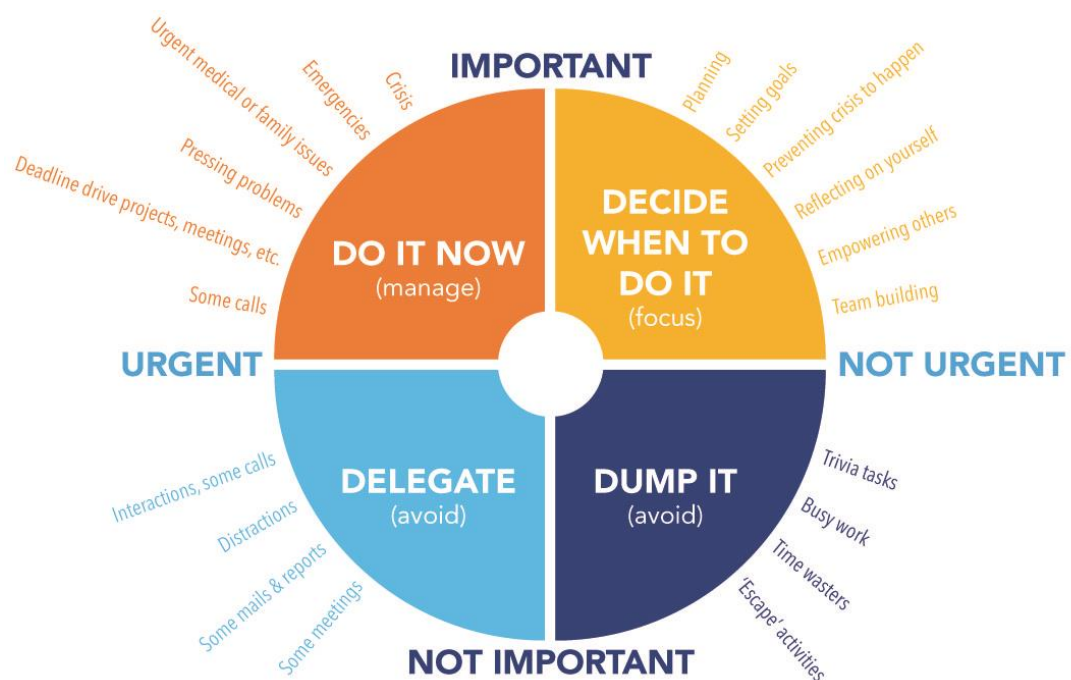 IMPORTANT
Urgent medical or family issues
Emergencies
Crisis
Pressing problems
Deadline drive projects, meetings, etc.
Some calls
DO IT NOW
(manage)
Planning
Setting goals
Preventing crisis to happen
Reflecting on yourself
Empowering others
Team building
DECIDE
WHEN TO
DO IT
(focus)
URGENT
NOT URGENT
Interactions, some calls
Distractions
Some mails & reports
Some meetings
DELEGATE
(avoid)
DUMP IT
(avoid)
Trivia tasks
Busy work
Time wasters
'Escape' activities
NOT IMPORTANT